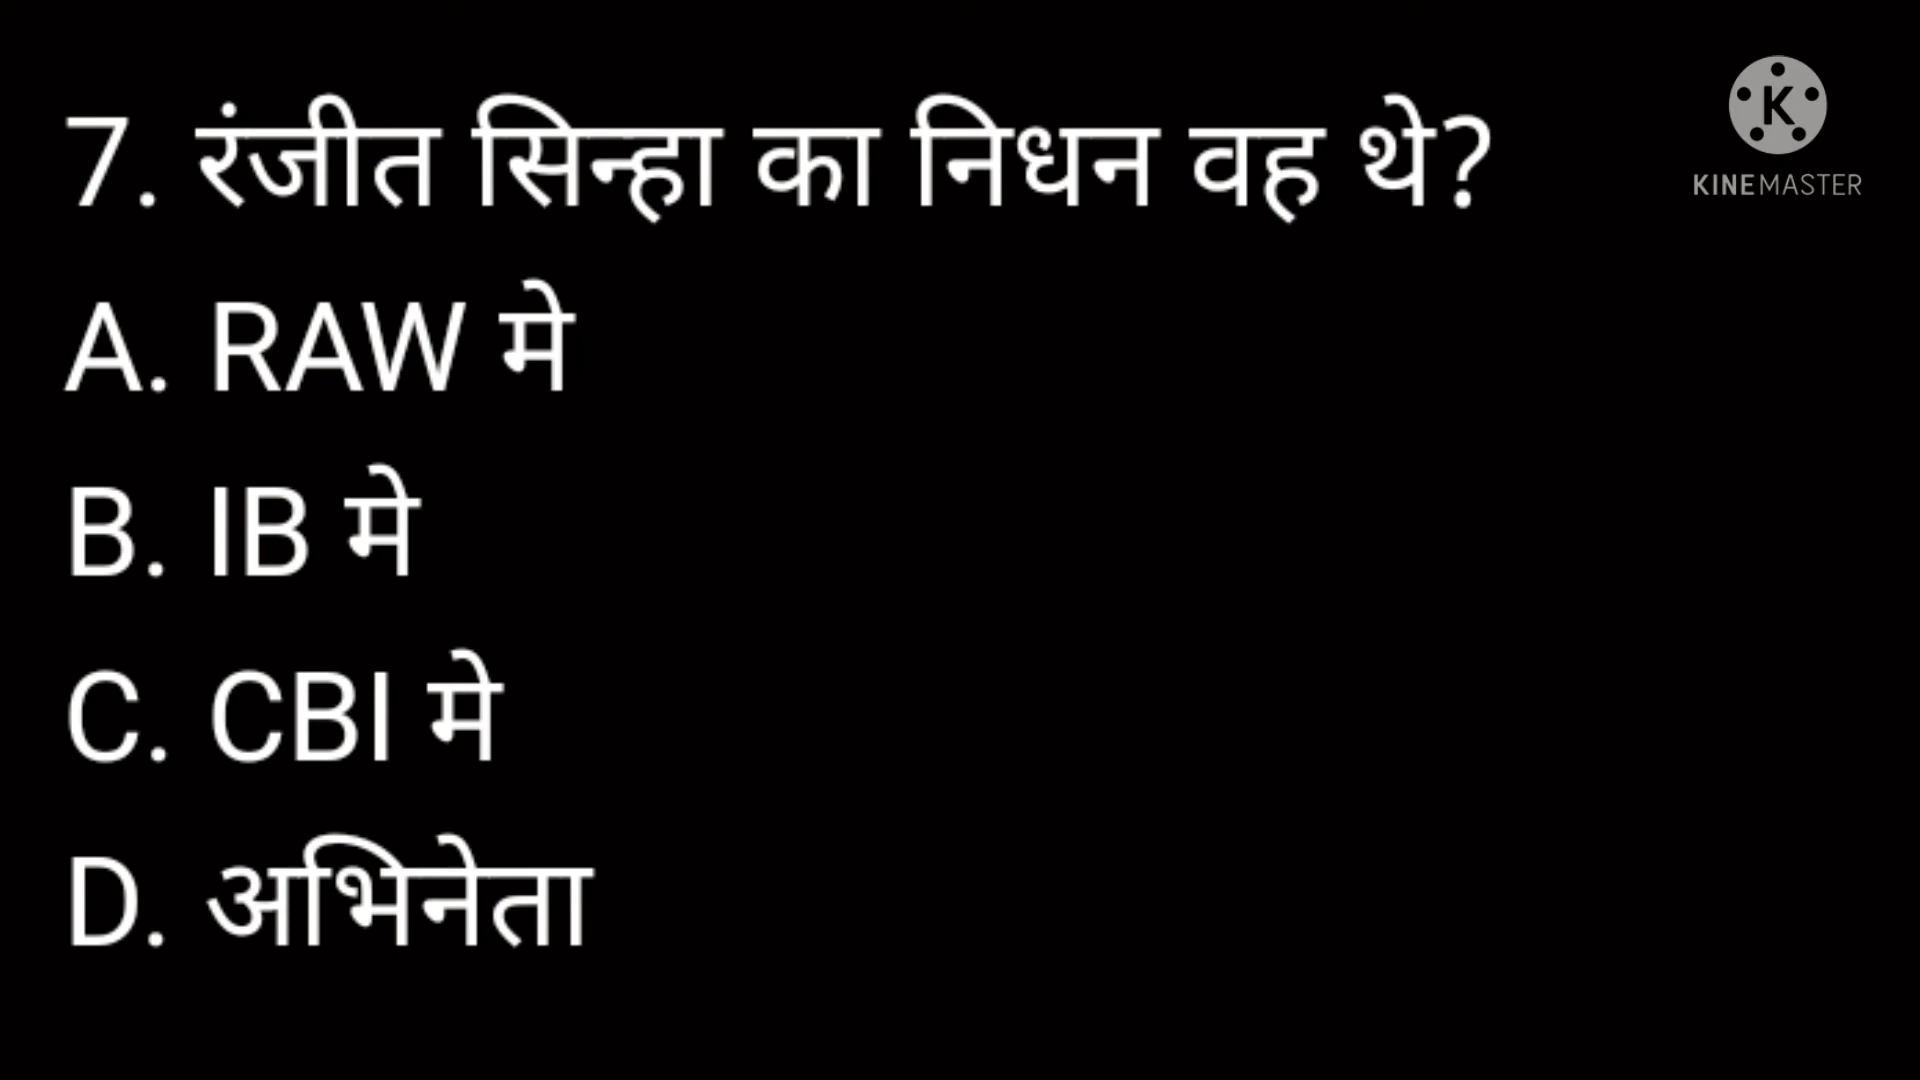 7. रंजीत सिन्हा का निधन वह थे?
K
KINEMASTER
A. RAW मे
B. IB मे
C. CBI मे
D. अभिनेता